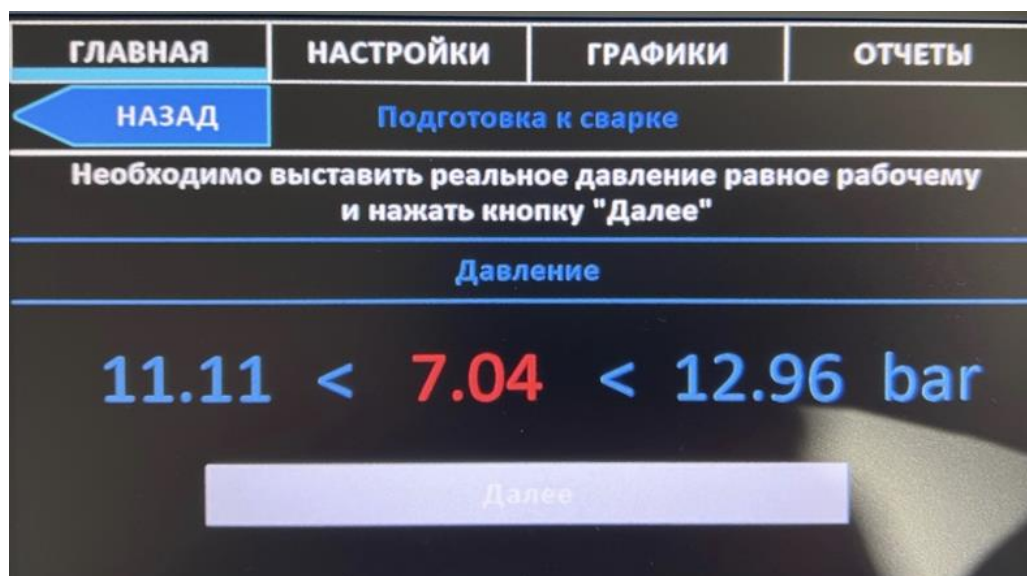 ГЛАВНАЯ НАСТРОЙКИ ГРАФИКИ ОТЧЕТЫ
НАЗАД Подготовка к сварке
Необходимо выставить реальное давление равное рабочему
и нажать кнопку "Далее"
Давление
11.11 < 7.04 < 12.96 bar
Далее